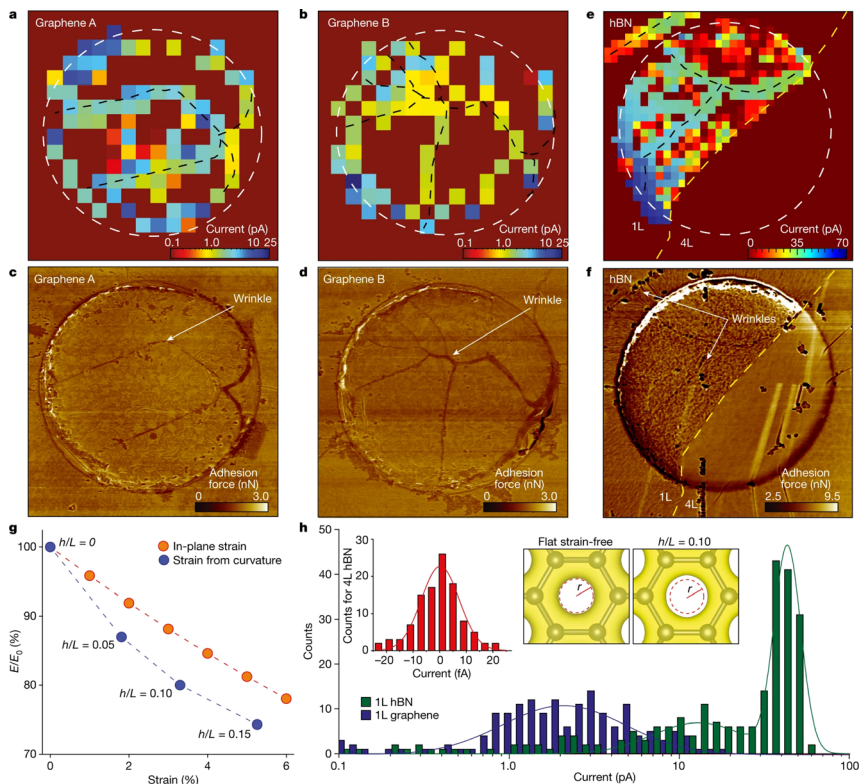 a
Graphene A
0.1
1.0
10
25
Current (pA)
b
Graphene B
0.1
1.0
10
25
Current (pA)
e
hBN
1L
4L
0
35
70
Current (pA)
c
Graphene A
Wrinkle
Adhesion
force (nN)
0
3.0
d
Graphene B
Wrinkle
Adhesion
force (nN)
0
3.0
f
hBN
Wrinkles
1L
4L
Adhesion
force (nN)
2.5
9.5
g
100
90
80
70
E/E0 (%)
h/L = 0
h/L = 0.05
h/L = 0.10
h/L = 0.15
In-plane strain
Strain from curvature
0
2
4
6
Strain (%)
h
50
40
30
20
10
0
Counts
30
20
10
0
Counts for 4L hBN
−20
−10
0
10
20
Current (fA)
Flat strain-free
r
h/L = 0.10
r
1L hBN
1L graphene
0.1
1.0
10
100
Current (pA)